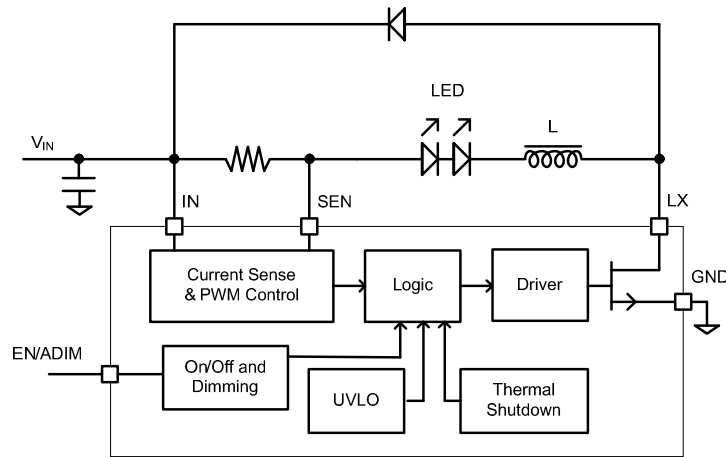 LED
L
VIN
IN
SEN
LX
Current Sense
& PWM Control
Logic
Driver
GND
EN/ADIM
On/Off and
Dimming
UVLO
Thermal
Shutdown